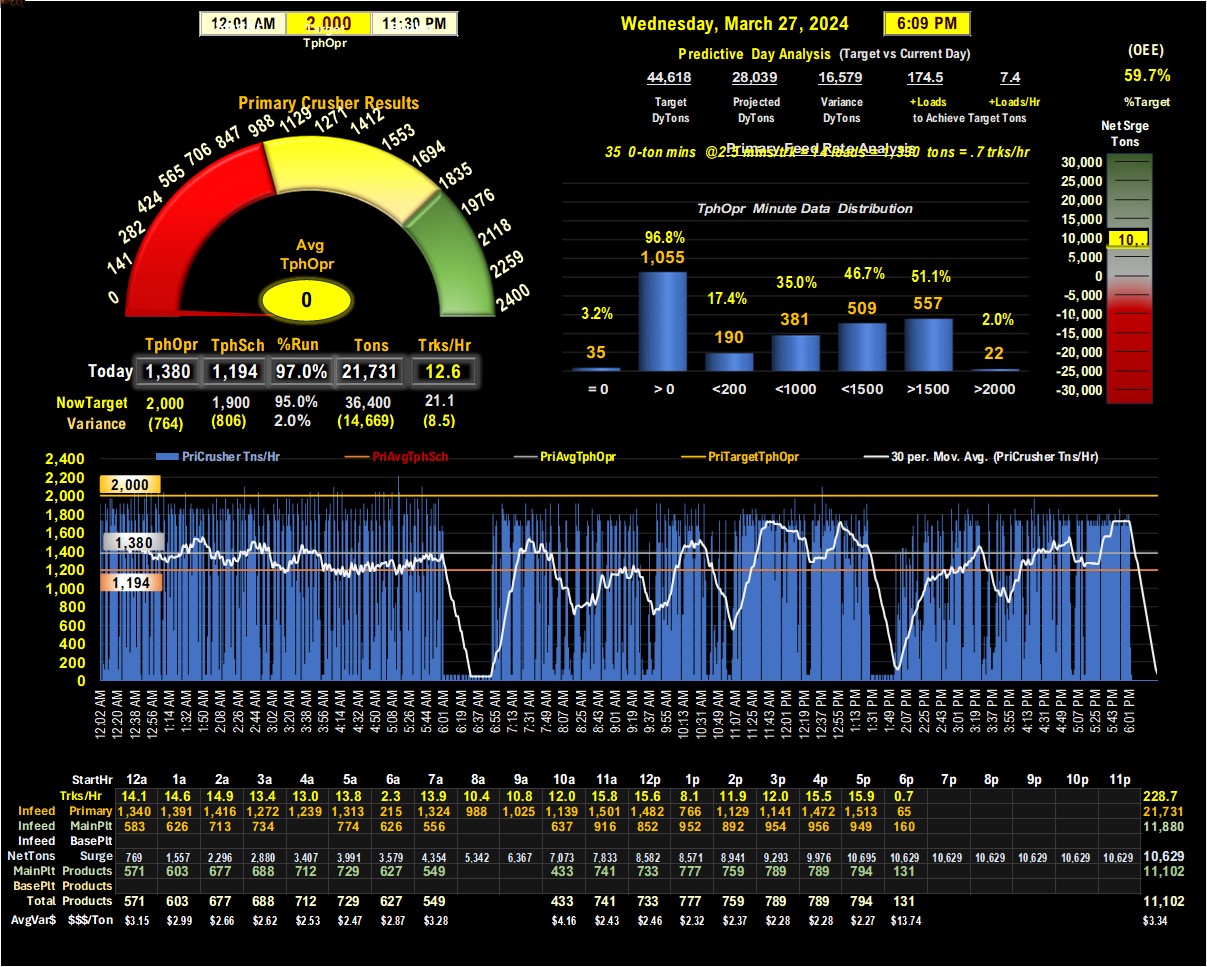 12:01 AM 2,000 11:30 PM
TphOpr
Wednesday, March 27, 2024 6:09 PM
Predictive Day Analysis (Target vs Current Day)
44,618 28,039 16,579 174.5 7.4
Target Projected Variance +Loads +Loads/Hr
DyTons DyTons DyTons to Achieve Target Tons
(OEE)
59.7%
%Target
Net Srge
Tons
Primary Feed Rate Analysis
35 0-ton mins @2.5 mins/trk = 14 loads = 1,330 tons = .7 trks/hr
Primary Crusher Results
0 141 282 424 565 706 847 988 1129 1271 1412 1553 1694 1835 1976 2118 2259 2400
Avg
TphOpr
0
TphOpr TphSch %Run Tons Trks/Hr
Today 1,380 1,194 97.0% 21,731 12.6
NowTarget 2,000 1,900 95.0% 36,400 21.1
Variance (764) (806) 2.0% (14,669) (8.5)
TphOpr Minute Data Distribution
3.2% 96.8% 17.4% 35.0% 46.7% 51.1% 2.0%
35 1,055 190 381 509 557 22
= 0 > 0 <200 <1000 <1500 >1500 >2000
30,000
25,000
20,000
15,000
10,000 10,..
5,000
0
-5,000
-10,000
-15,000
-20,000
-25,000
-30,000
PriCrusher Tns/Hr PriAvgTphSch PriAvgTphOpr PriTargetTphOpr 30 per. Mov. Avg. (PriCrusher Tns/Hr)
2,400
2,200
2,000
1,800
1,600
1,400
1,200
1,000
800
600
400
200
0
2,000
1,380
1,194
12:02 AM 12:20 AM 12:38 AM 12:56 AM 1:14 AM 1:32 AM 1:50 AM 2:08 AM 2:26 AM 2:44 AM 3:02 AM 3:20 AM 3:38 AM 3:56 AM 4:14 AM 4:32 AM 4:50 AM 5:08 AM 5:26 AM 5:44 AM 6:01 AM 6:19 AM 6:37 AM 6:55 AM 7:13 AM 7:31 AM 7:49 AM 8:07 AM 8:25 AM 8:43 AM 9:01 AM 9:19 AM 9:37 AM 9:55 AM 10:13 AM 10:31 AM 10:49 AM 11:07 AM 11:25 AM 11:43 AM 12:01 PM 12:19 PM 12:37 PM 12:55 PM 1:13 PM 1:31 PM 1:49 PM 2:07 PM 2:25 PM 2:43 PM 3:01 PM 3:19 PM 3:37 PM 3:55 PM 4:13 PM 4:31 PM 4:49 PM 5:07 PM 5:25 PM 5:43 PM 6:01 PM
StartHr 12a 1a 2a 3a 4a 5a 6a 7a 8a 9a 10a 11a 12p 1p 2p 3p 4p 5p 6p 7p 8p 9p 10p 11p
Trks/Hr 14.1 14.6 14.9 13.4 13.0 13.8 2.3 13.9 10.4 10.8 12.0 15.8 15.6 8.1 11.9 12.0 15.5 15.9 0.7 228.7
Infeed Primary 1,340 1,391 1,416 1,272 1,239 1,313 215 1,324 988 1,025 1,139 1,501 1,482 766 1,129 1,141 1,472 1,513 65 21,731
Infeed MainPlt 583 626 713 734 774 626 556 637 916 852 952 892 954 956 949 160 11,880
Infeed BasePlt
NetTons Surge 769 1,557 2,296 2,880 3,407 3,991 3,579 4,354 5,342 6,367 7,073 7,833 8,582 8,571 8,941 9,293 9,976 10,695 10,629 10,629 10,629 10,629 10,629 10,629 10,629
MainPlt Products 571 603 677 688 712 729 627 549 433 741 733 777 759 789 789 794 131 11,102
BasePlt Products
Total Products 571 603 677 688 712 729 627 549 433 741 733 777 759 789 789 794 131 11,102
AvgVar$ $$$/Ton $3.15 $2.99 $2.66 $2.62 $2.53 $2.47 $2.87 $3.28 $4.16 $2.43 $2.46 $2.32 $2.37 $2.28 $2.28 $2.27 $13.74 $3.34